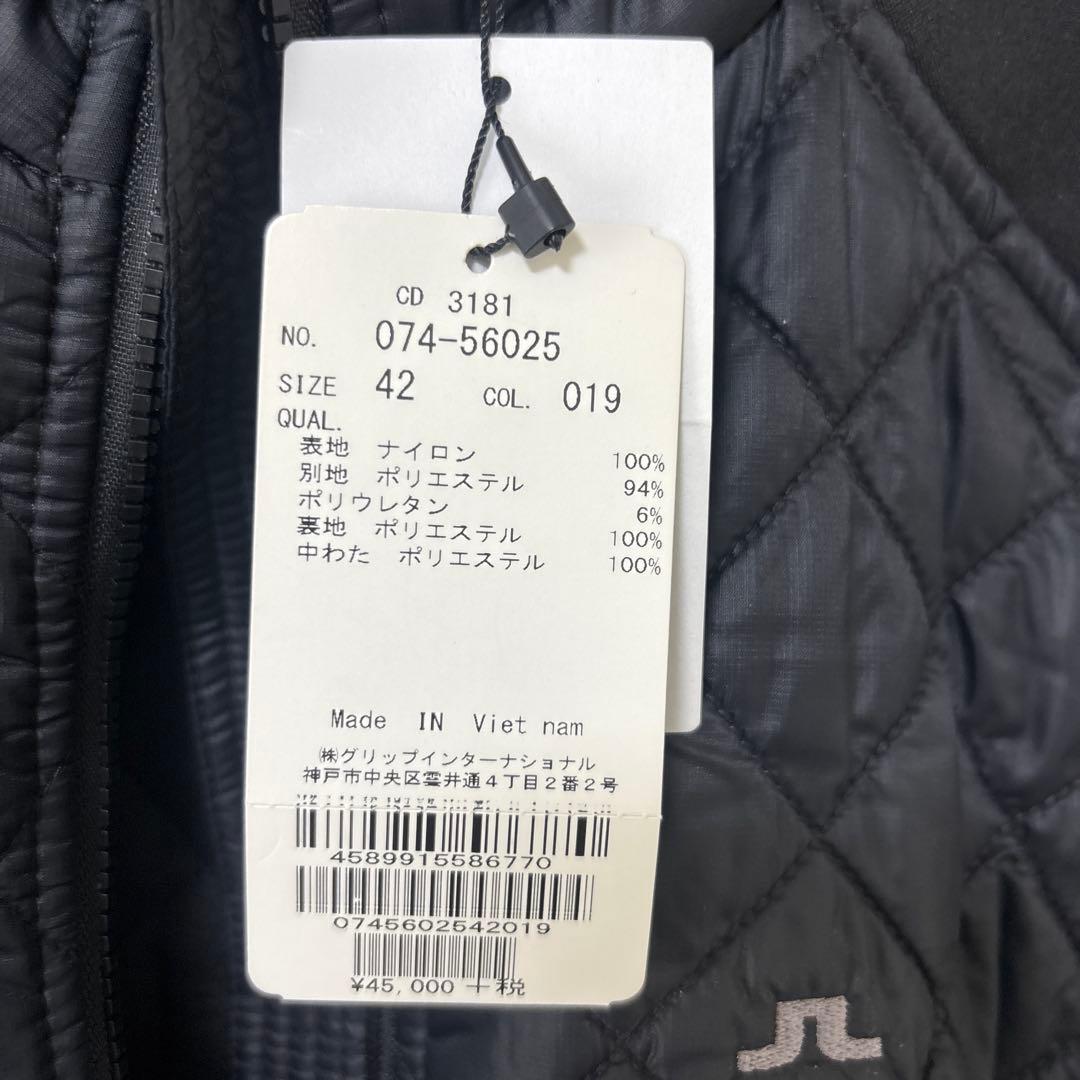 CD 3181
NO. 074-56025
SIZE 42 COL. 019
QUAL.
表地 ナイロン 100%
別地 ポリエステル 94%
ポリウレタン 6%
裏地 ポリエステル 100%
中わた ポリエステル 100%
Made IN Viet nam
㈱グリップインターナショナル
神戸市中央区雲井通4丁目2番2号
4589915586770
0745602542019
¥45,000 +税
JL